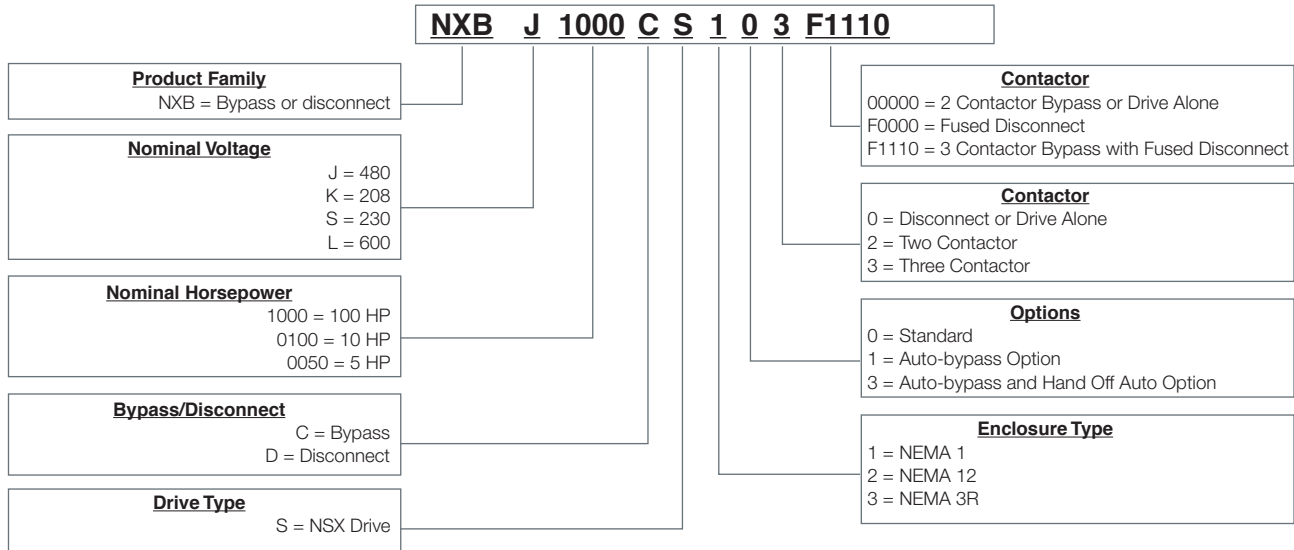 NXB J 1000 C S 1 0 3 F1110
Product Family
NXB = Bypass or disconnect
Nominal Voltage
J = 480
K = 208
S = 230
L = 600
Nominal Horsepower
1000 = 100 HP
0100 = 10 HP
0050 = 5 HP
Bypass/Disconnect
C = Bypass
D = Disconnect
Drive Type
S = NSX Drive
Contactor
00000 = 2 Contactor Bypass or Drive Alone
F0000 = Fused Disconnect
F1110 = 3 Contactor Bypass with Fused Disconnect
Contactor
0 = Disconnect or Drive Alone
2 = Two Contactor
3 = Three Contactor
Options
0 = Standard
1 = Auto-bypass Option
3 = Auto-bypass and Hand Off Auto Option
Enclosure Type
1 = NEMA 1
2 = NEMA 12
3 = NEMA 3R